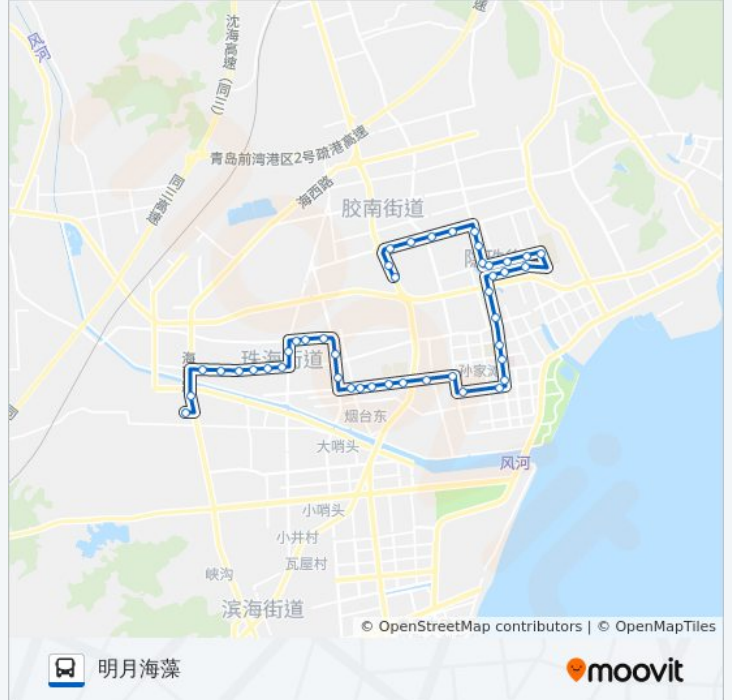 速
沈海高速（同三）
风河
青岛前湾港区2号疏港高速
海西路
同三高速
胶南街道
海
珠海街道
孙家滩
烟台东
大哨头
风河
小哨头
小井村
瓦屋村
峡沟
滨海街道
© OpenStreetMap contributors | © OpenMapTiles
明月海藻
moovit